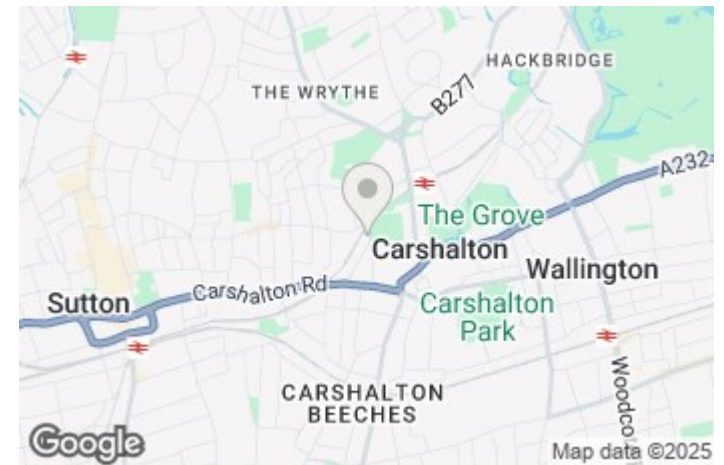 HACKBRIDGE
THE WRYTHE
B277
A232
The Grove
Carshalton
Wallington
Carshalton Rd
Sutton
Carshalton
Park
CARSHALTON
BEECHES
Google
Map data ©2025